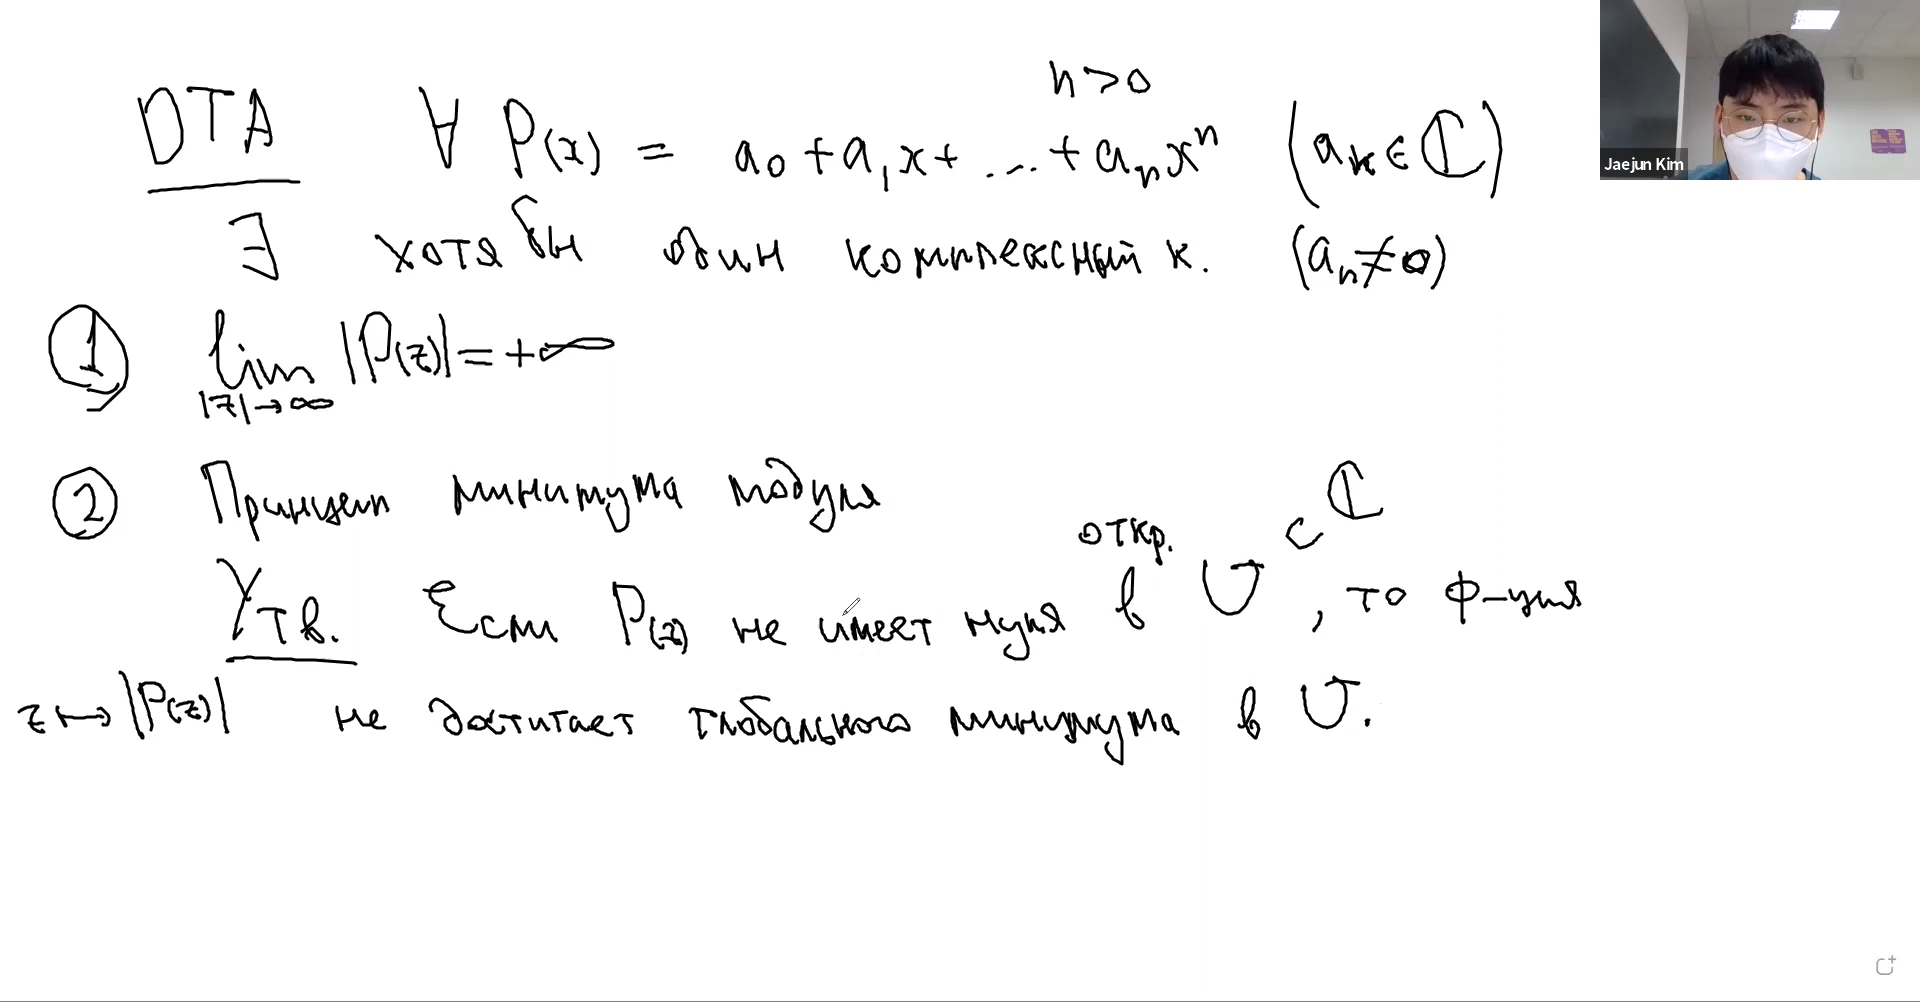 n>0
ОТА ∀ P(x) = a₀ + a₁x + ... + aₙxⁿ (aₖ ∈ ℂ)
∃ хотя бы один комплексный к. (aₙ ≠ 0)
① lim |P(z)| = +∞
|z| → ∞
② Принцип минимума модуля
откр. ⊂ ℂ
Утв. Если P(z) не имеет нуля в U, то ф-ция
z ↦ |P(z)| не достигает глобального минимума в U.
Jaejun Kim